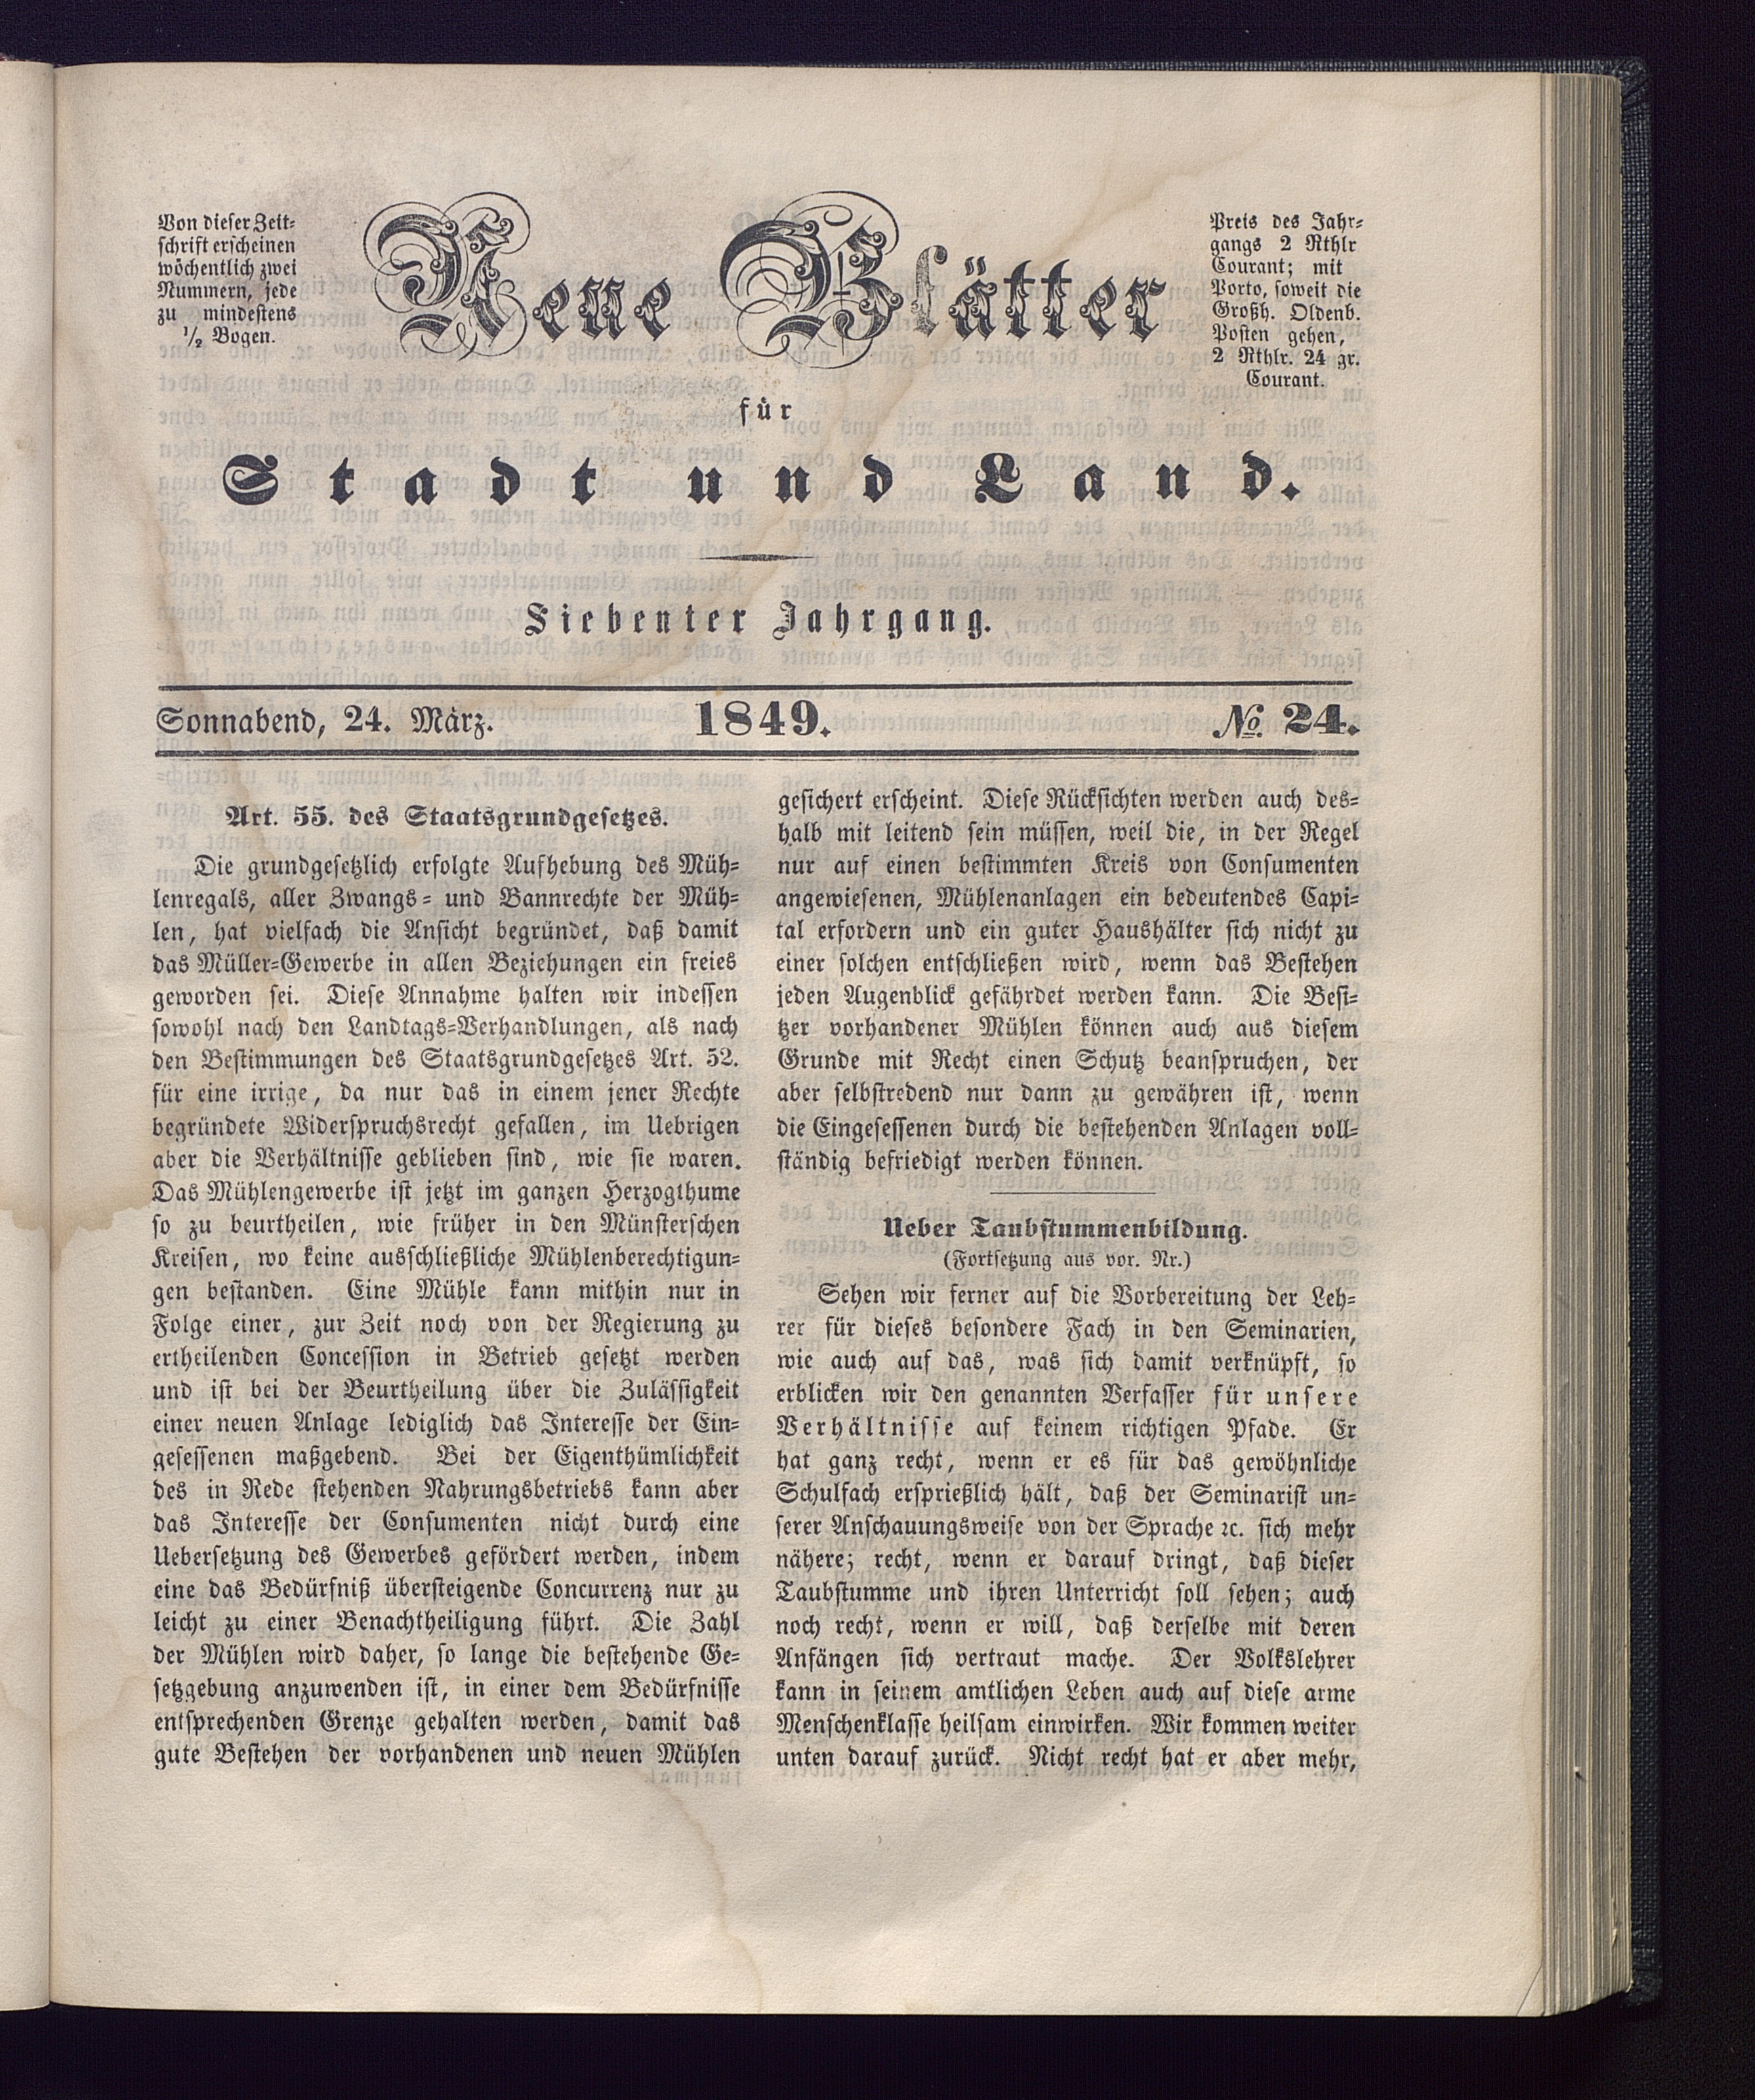 Von dieser Zeit-
schrift erscheinen
wöchentlich zwei
Nummern, jede
zu mindestens
1/2 Bogen.
Neue Blätter
Preis des Jahr-
gangs 2 Rthlr
Courant; mit
Porto, soweit die
Großh. Oldenb.
Posten gehen,
2 Rthlr. 24 gr.
Courant.
für
Stadt und Land.
Siebenter Jahrgang.
Sonnabend, 24. März. 1849. No. 24.
Art. 55. des Staatsgrundgesetzes.
Die grundgesetzlich erfolgte Aufhebung des Müh-
lenregals, aller Zwangs- und Bannrechte der Müh-
len, hat vielfach die Ansicht begründet, daß damit
das Müller-Gewerbe in allen Beziehungen ein freies
geworden sei. Diese Annahme halten wir indessen
sowohl nach den Landtags-Verhandlungen, als nach
den Bestimmungen des Staatsgrundgesetzes Art. 52.
für eine irrige, da nur das in einem jener Rechte
begründete Widerspruchsrecht gefallen, im Uebrigen
aber die Verhältnisse geblieben sind, wie sie waren.
Das Mühlengewerbe ist jetzt im ganzen Herzogthume
so zu beurtheilen, wie früher in den Münsterschen
Kreisen, wo keine ausschließliche Mühlenberechtigun-
gen bestanden. Eine Mühle kann mithin nur in
Folge einer, zur Zeit noch von der Regierung zu
ertheilenden Concession in Betrieb gesetzt werden
und ist bei der Beurtheilung über die Zulässigkeit
einer neuen Anlage lediglich das Interesse der Ein-
gesessenen maßgebend. Bei der Eigenthümlichkeit
des in Rede stehenden Nahrungsbetriebs kann aber
das Interesse der Consumenten nicht durch eine
Uebersetzung des Gewerbes gefördert werden, indem
eine das Bedürfniß übersteigende Concurrenz nur zu
leicht zu einer Benachtheiligung führt. Die Zahl
der Mühlen wird daher, so lange die bestehende Ge-
setzgebung anzuwenden ist, in einer dem Bedürfnisse
entsprechenden Grenze gehalten werden, damit das
gute Bestehen der vorhandenen und neuen Mühlen
gesichert erscheint. Diese Rücksichten werden auch des-
halb mit leitend sein müssen, weil die, in der Regel
nur auf einen bestimmten Kreis von Consumenten
angewiesenen, Mühlenanlagen ein bedeutendes Capi-
tal erfordern und ein guter Haushälter sich nicht zu
einer solchen entschließen wird, wenn das Bestehen
jeden Augenblick gefährdet werden kann. Die Besi-
tzer vorhandener Mühlen können auch aus diesem
Grunde mit Recht einen Schutz beanspruchen, der
aber selbstredend nur dann zu gewähren ist, wenn
die Eingesessenen durch die bestehenden Anlagen voll-
ständig befriedigt werden können.
Ueber Taubstummenbildung.
(Fortsetzung aus vor. Nr.)
Sehen wir ferner auf die Vorbereitung der Leh-
rer für dieses besondere Fach in den Seminarien,
wie auch auf das, was sich damit verknüpft, so
erblicken wir den genannten Verfasser für unsere
Verhältnisse auf keinem richtigen Pfade. Er
hat ganz recht, wenn er es für das gewöhnliche
Schulfach ersprießlich hält, daß der Seminarist un-
serer Anschauungsweise von der Sprache ꝛc. sich mehr
nähere; recht, wenn er darauf dringt, daß dieser
Taubstumme und ihren Unterricht soll sehen; auch
noch recht, wenn er will, daß derselbe mit deren
Anfängen sich vertraut mache. Der Volkslehrer
kann in seinem amtlichen Leben auch auf diese arme
Menschenklasse heilsam einwirken. Wir kommen weiter
unten darauf zurück. Nicht recht hat er aber mehr,